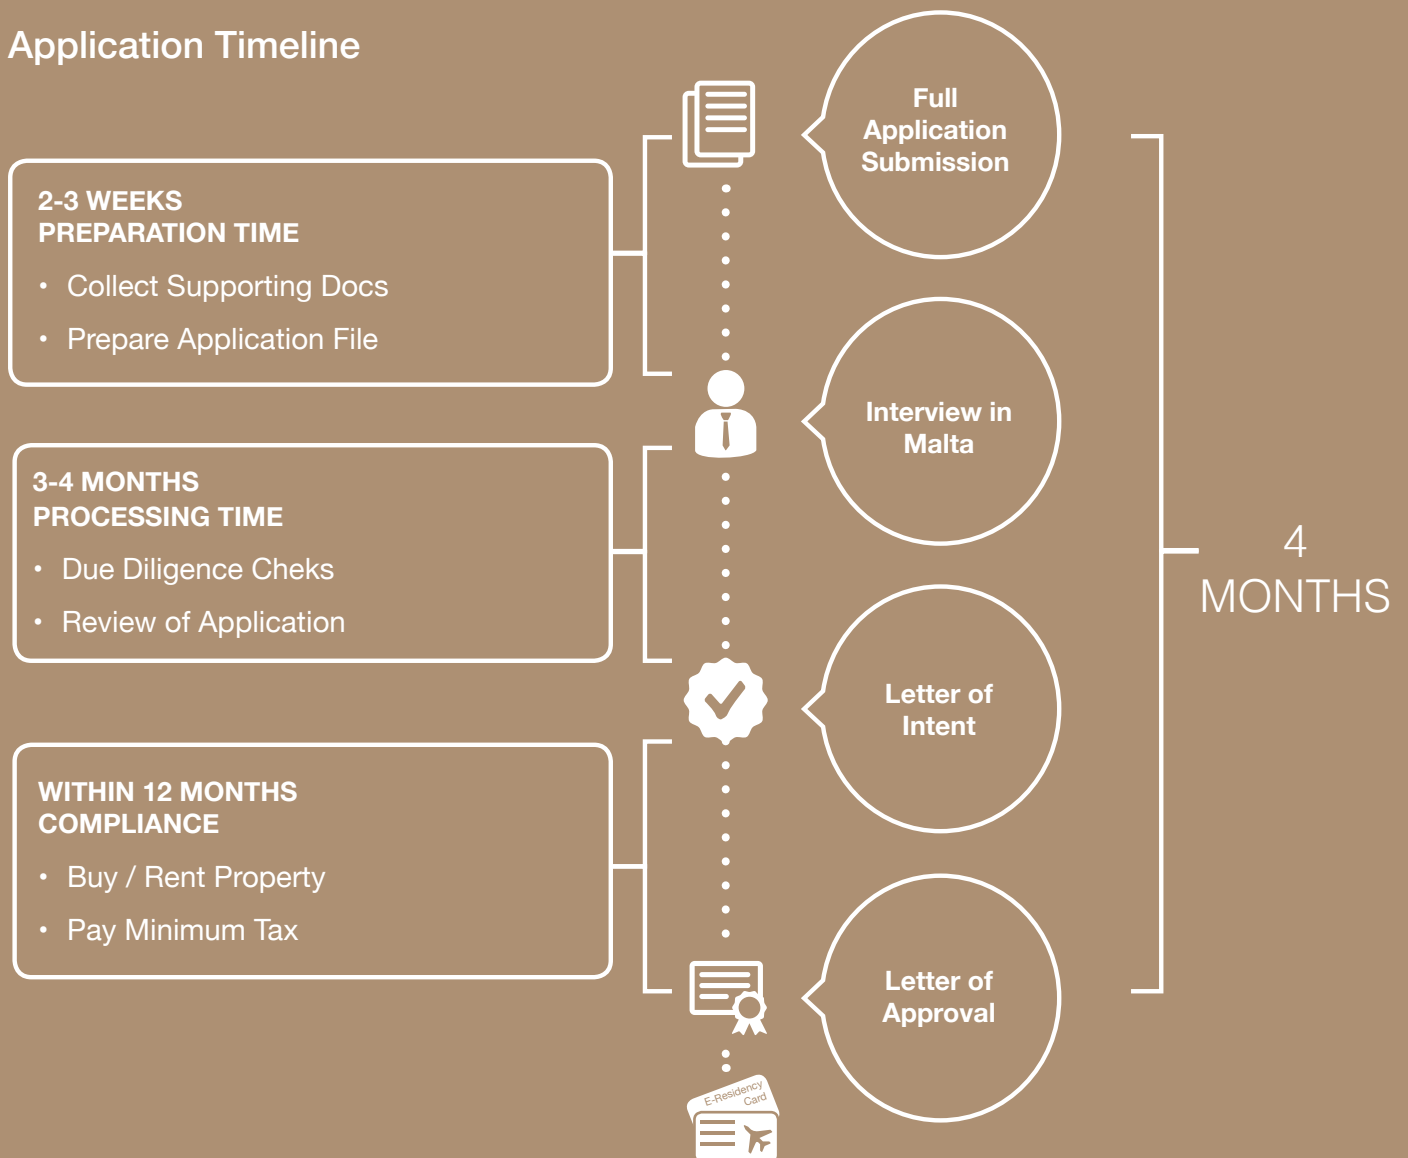 Application Timeline
Full
Application
Submission
2-3 WEEKS
PREPARATION TIME
• Collect Supporting Docs
• Prepare Application File
Interview in
Malta
3-4 MONTHS
PROCESSING TIME
• Due Diligence Cheks
• Review of Application
4
MONTHS
Letter of
Intent
WITHIN 12 MONTHS
COMPLIANCE
• Buy / Rent Property
• Pay Minimum Tax
Letter of
Approval
E-Residency
Card